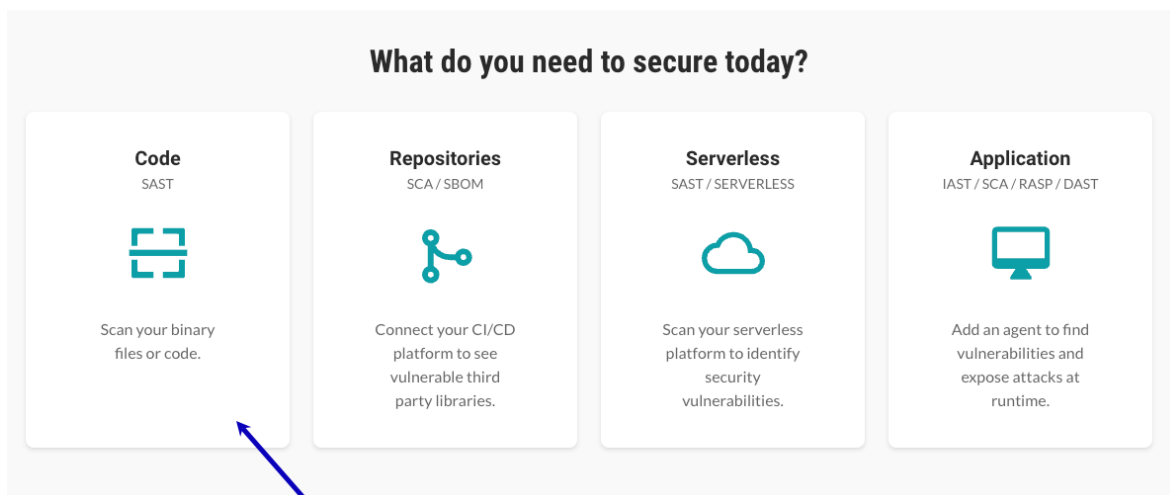 What do you need to secure today?
Code
SAST
Scan your binary
files or code.
Repositories
SCA / SBOM
Connect your CI/CD
platform to see
vulnerable third
party libraries.
Serverless
SAST / SERVERLESS
Scan your serverless
platform to identify
security
vulnerabilities.
Application
IAST / SCA / RASP / DAST
Add an agent to find
vulnerabilities and
expose attacks at
runtime.